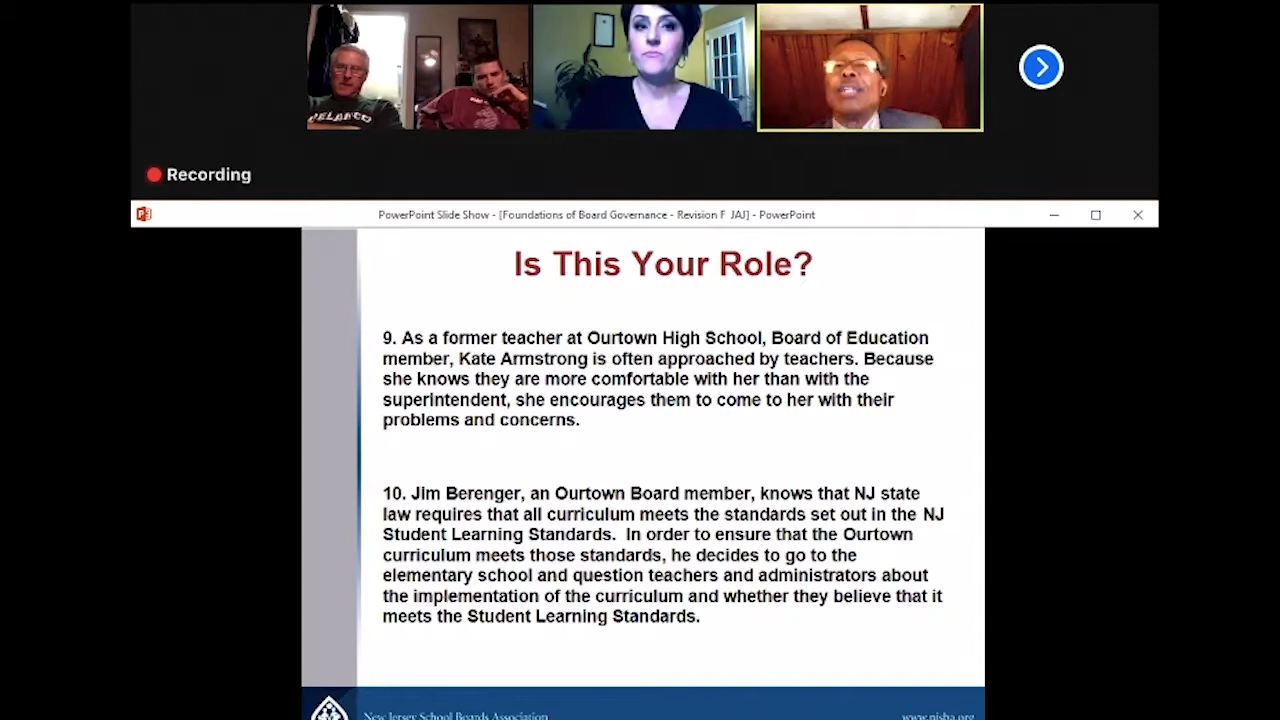 DELANCO
Recording
PowerPoint Slide Show - [Foundations of Board Governance - Revision F JAJ] - PowerPoint
Is This Your Role?
9. As a former teacher at Ourtown High School, Board of Education
member, Kate Armstrong is often approached by teachers. Because
she knows they are more comfortable with her than with the
superintendent, she encourages them to come to her with their
problems and concerns.
10. Jim Berenger, an Ourtown Board member, knows that NJ state
law requires that all curriculum meets the standards set out in the NJ
Student Learning Standards. In order to ensure that the Ourtown
curriculum meets those standards, he decides to go to the
elementary school and question teachers and administrators about
the implementation of the curriculum and whether they believe that it
meets the Student Learning Standards.
New Jersey School Boards Association
www.njsba.org